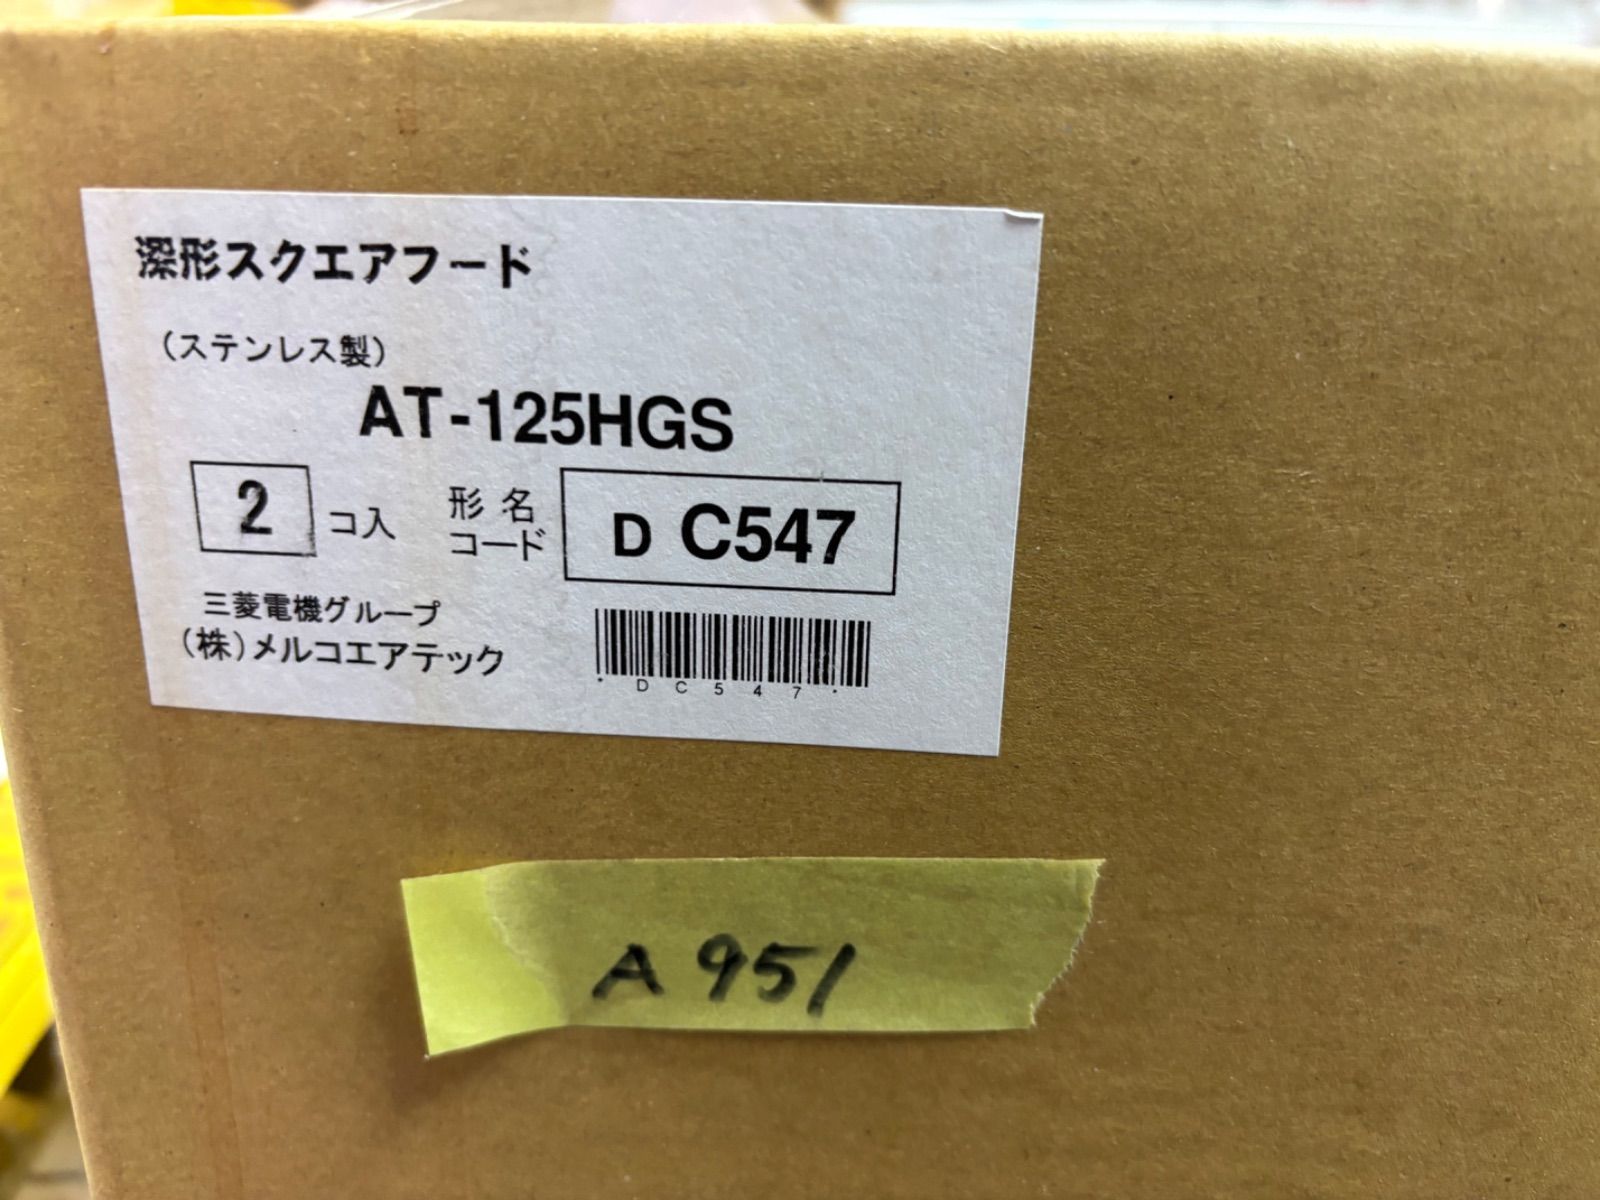 深形スクエアフード
(ステンレス製)
AT-125HGS
2 コ入
形名
コード
D C547
三菱電機グループ
(株)メルコエアテック
*DC547*
A951